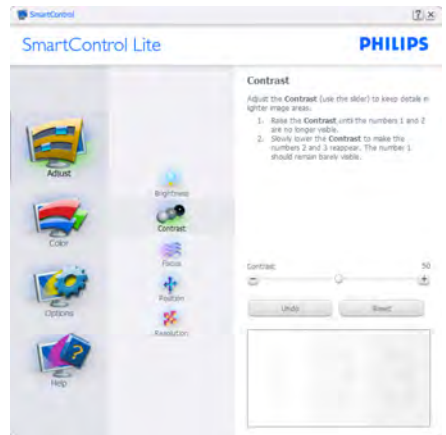 SmartControl
SmartControl Lite
PHILIPS
Adjust
Color
Options
Help
Brightness
Contrast
Focus
Position
Resolution
Contrast
Adjust the Contrast (use the slider) to keep details in
lighter image areas.
1. Raise the Contrast until the numbers 1 and 2
are no longer visible.
2. Slowly lower the Contrast to make the
numbers 2 and 3 reappear. The number 1
should remain barely visible.
Contrast
50
Undo
Reset